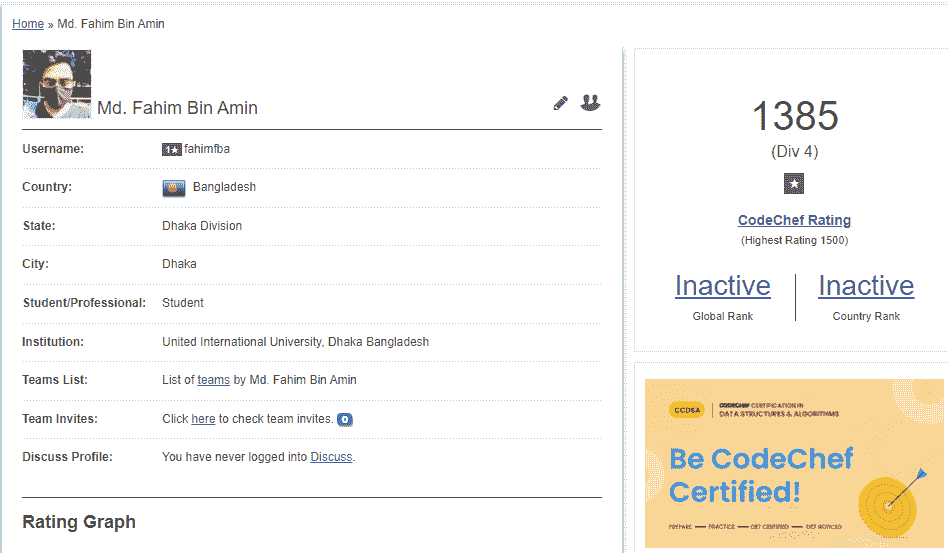 Home » Md. Fahim Bin Amin
Md. Fahim Bin Amin
Username: 1★ fahimfba
Country: Bangladesh
State: Dhaka Division
City: Dhaka
Student/Professional: Student
Institution: United International University, Dhaka Bangladesh
Teams List: List of teams by Md. Fahim Bin Amin
Team Invites: Click here to check team invites. 0
Discuss Profile: You have never logged into Discuss.
Rating Graph
1385
(Div 4)
★
CodeChef Rating
(Highest Rating 1500)
Inactive Inactive
Global Rank Country Rank
CCDSA
CODECHEF CERTIFICATION IN
DATA STRUCTURES & ALGORITHMS
Be CodeChef
Certified!
PREPARE — PRACTICE — GET CERTIFIED — GET NOTICED